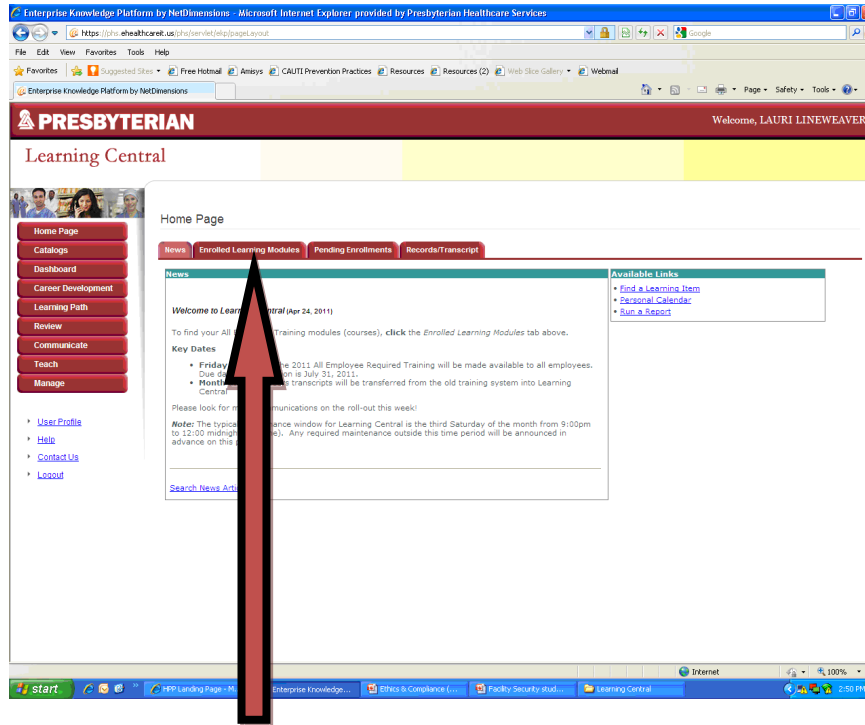 Enterprise Knowledge Platform by NetDimensions - Microsoft Internet Explorer provided by Presbyterian Healthcare Services
https://phs.ehealthcareit.us/phs/servlet/ekp/pageLayout
Google
File Edit View Favorites Tools Help
Favorites Suggested Sites Free Hotmail Amisys CAUTI Prevention Practices Resources Resources (2) Web Slice Gallery Webmail
Enterprise Knowledge Platform by NetDimensions
Page Safety Tools
PRESBYTERIAN
Welcome, LAURI LINEWEAVER
Learning Central
Home Page
Catalogs
Dashboard
Career Development
Learning Path
Review
Communicate
Teach
Manage
User Profile
Help
Contact Us
Logout
Home Page
News Enrolled Learning Modules Pending Enrollments Records/Transcript
News
Welcome to Learn ntral (Apr 24, 2011)
To find your All Training modules (courses), click the Enrolled Learning Modules tab above.
Key Dates
Friday he 2011 All Employee Required Training will be made available to all employees.
Due da on is July 31, 2011.
Month s transcripts will be transferred from the old training system into Learning
Central
Please look for m munications on the roll-out this week!
Note: The typica ance window for Learning Central is the third Saturday of the month from 9:00pm
to 12:00 midnigh e). Any required maintenance outside this time period will be announced in
advance on this p
Search News Arti
Available Links
Find a Learning Item
Personal Calendar
Run a Report
Internet 100%
start HPP Landing Page - M Enterprise Knowledge... Ethics & Compliance (... Facility Security stud... Learning Central 2:50 PM